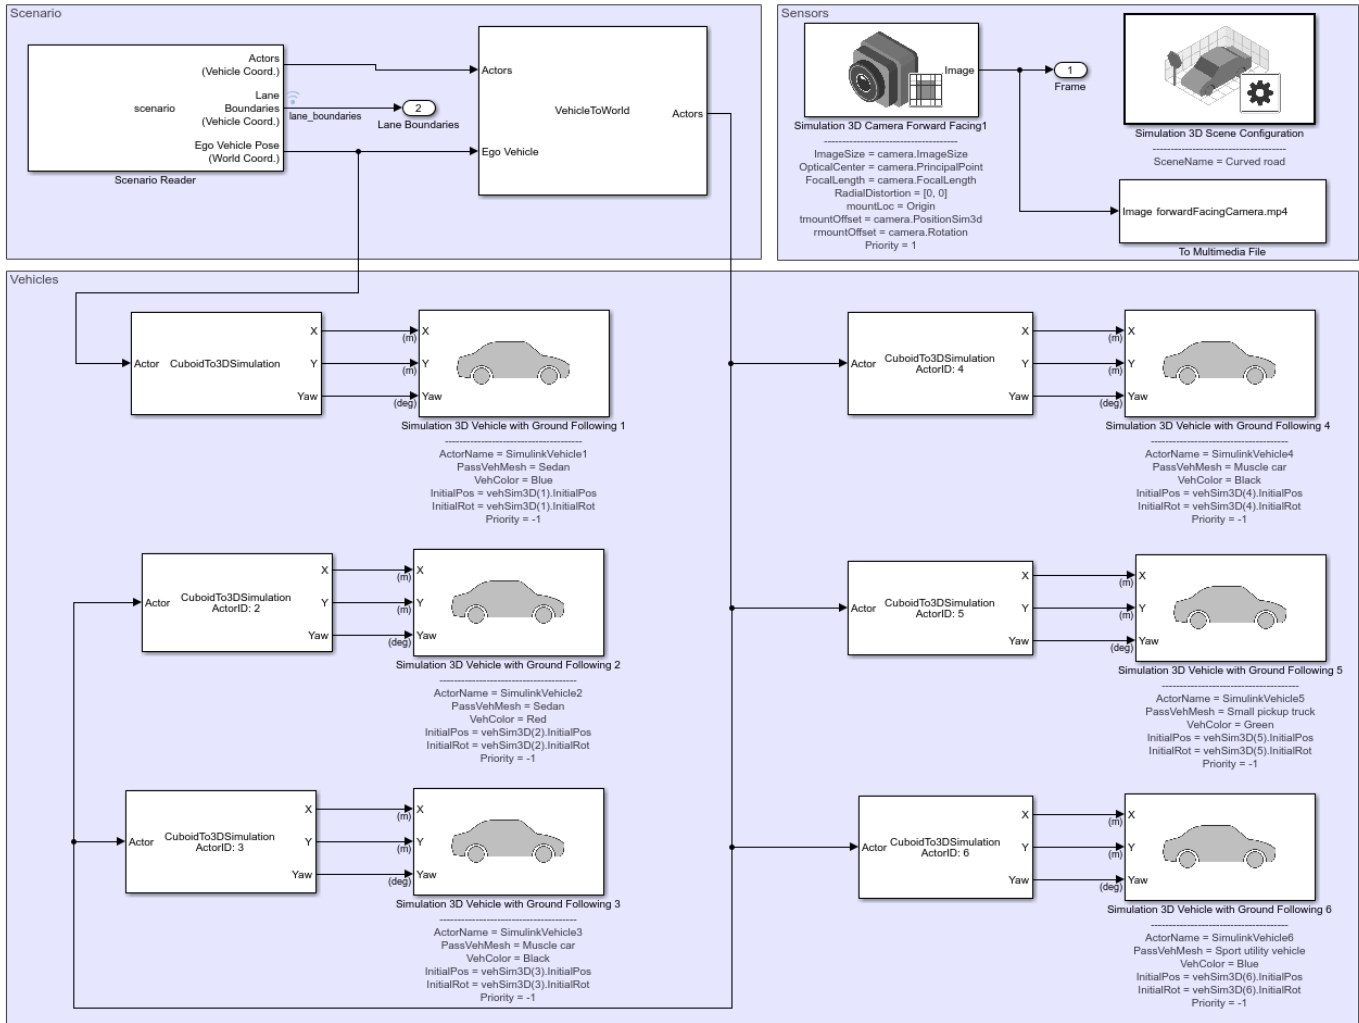 Scenario
Actors
(Vehicle Coord.)
scenario
Lane
Boundaries
(Vehicle Coord.)
Ego Vehicle Pose
(World Coord.)
Scenario Reader
lane_boundaries
2
Lane Boundaries
Actors
VehicleToWorld
Actors
Ego Vehicle
Sensors
Image
Simulation 3D Camera Forward Facing1
-------------------------------------
ImageSize = camera.ImageSize
OpticalCenter = camera.PrincipalPoint
FocalLength = camera.FocalLength
RadialDistortion = [0, 0]
mountLoc = Origin
tmountOffset = camera.PositionSim3d
rmountOffset = camera.Rotation
Priority = 1
1
Frame
Simulation 3D Scene Configuration
-------------------------------------
SceneName = Curved road
Image forwardFacingCamera.mp4
To Multimedia File
Vehicles
Actor
CuboidTo3DSimulation
X
Y
Yaw
(m)
(m)
(deg)
X
Y
Yaw
Simulation 3D Vehicle with Ground Following 1
-------------------------------------
ActorName = SimulinkVehicle1
PassVehMesh = Sedan
VehColor = Blue
InitialPos = vehSim3D(1).InitialPos
InitialRot = vehSim3D(1).InitialRot
Priority = -1
Actor
CuboidTo3DSimulation
ActorID: 4
X
Y
Yaw
(m)
(m)
(deg)
X
Y
Yaw
Simulation 3D Vehicle with Ground Following 4
-------------------------------------
ActorName = SimulinkVehicle4
PassVehMesh = Muscle car
VehColor = Black
InitialPos = vehSim3D(4).InitialPos
InitialRot = vehSim3D(4).InitialRot
Priority = -1
Actor
CuboidTo3DSimulation
ActorID: 2
X
Y
Yaw
(m)
(m)
(deg)
X
Y
Yaw
Simulation 3D Vehicle with Ground Following 2
-------------------------------------
ActorName = SimulinkVehicle2
PassVehMesh = Sedan
VehColor = Red
InitialPos = vehSim3D(2).InitialPos
InitialRot = vehSim3D(2).InitialRot
Priority = -1
Actor
CuboidTo3DSimulation
ActorID: 5
X
Y
Yaw
(m)
(m)
(deg)
X
Y
Yaw
Simulation 3D Vehicle with Ground Following 5
-------------------------------------
ActorName = SimulinkVehicle5
PassVehMesh = Small pickup truck
VehColor = Green
InitialPos = vehSim3D(5).InitialPos
InitialRot = vehSim3D(5).InitialRot
Priority = -1
Actor
CuboidTo3DSimulation
ActorID: 3
X
Y
Yaw
(m)
(m)
(deg)
X
Y
Yaw
Simulation 3D Vehicle with Ground Following 3
-------------------------------------
ActorName = SimulinkVehicle3
PassVehMesh = Muscle car
VehColor = Black
InitialPos = vehSim3D(3).InitialPos
InitialRot = vehSim3D(3).InitialRot
Priority = -1
Actor
CuboidTo3DSimulation
ActorID: 6
X
Y
Yaw
(m)
(m)
(deg)
X
Y
Yaw
Simulation 3D Vehicle with Ground Following 6
-------------------------------------
ActorName = SimulinkVehicle6
PassVehMesh = Sport utility vehicle
VehColor = Blue
InitialPos = vehSim3D(6).InitialPos
InitialRot = vehSim3D(6).InitialRot
Priority = -1